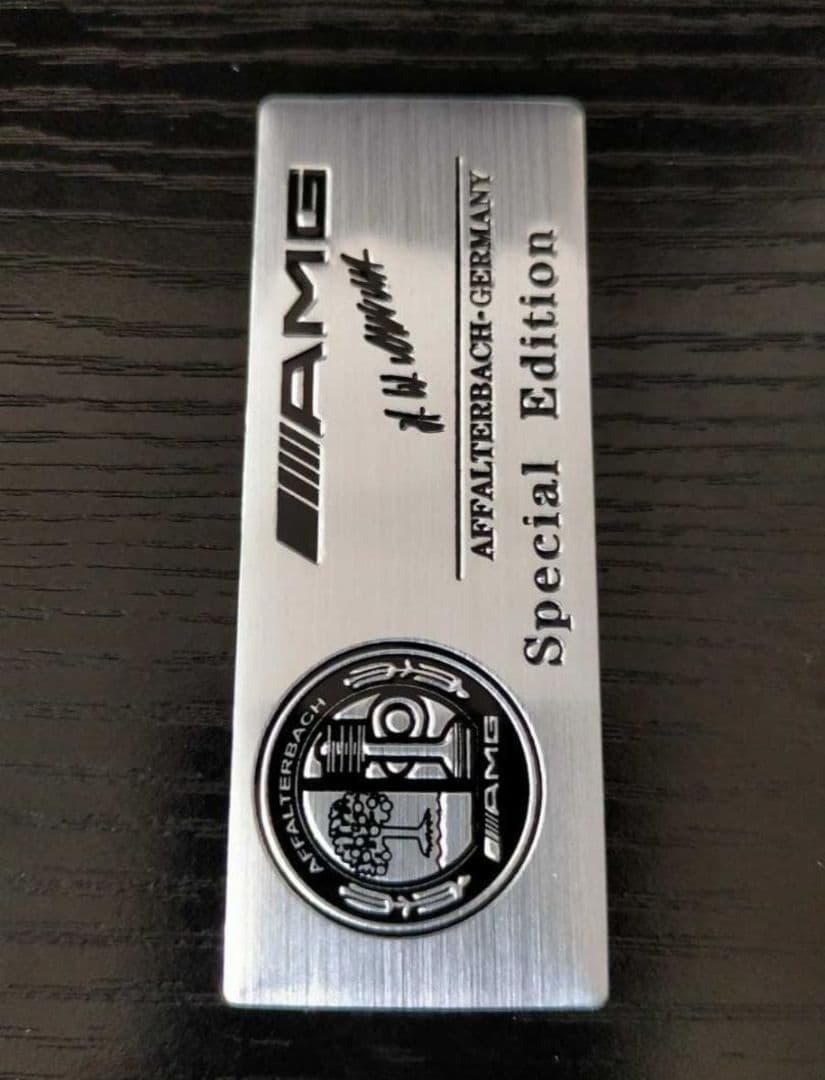 AMG
AFFALTERBACH•GERMANY
Special Edition
AFFALTERBACH
AMG